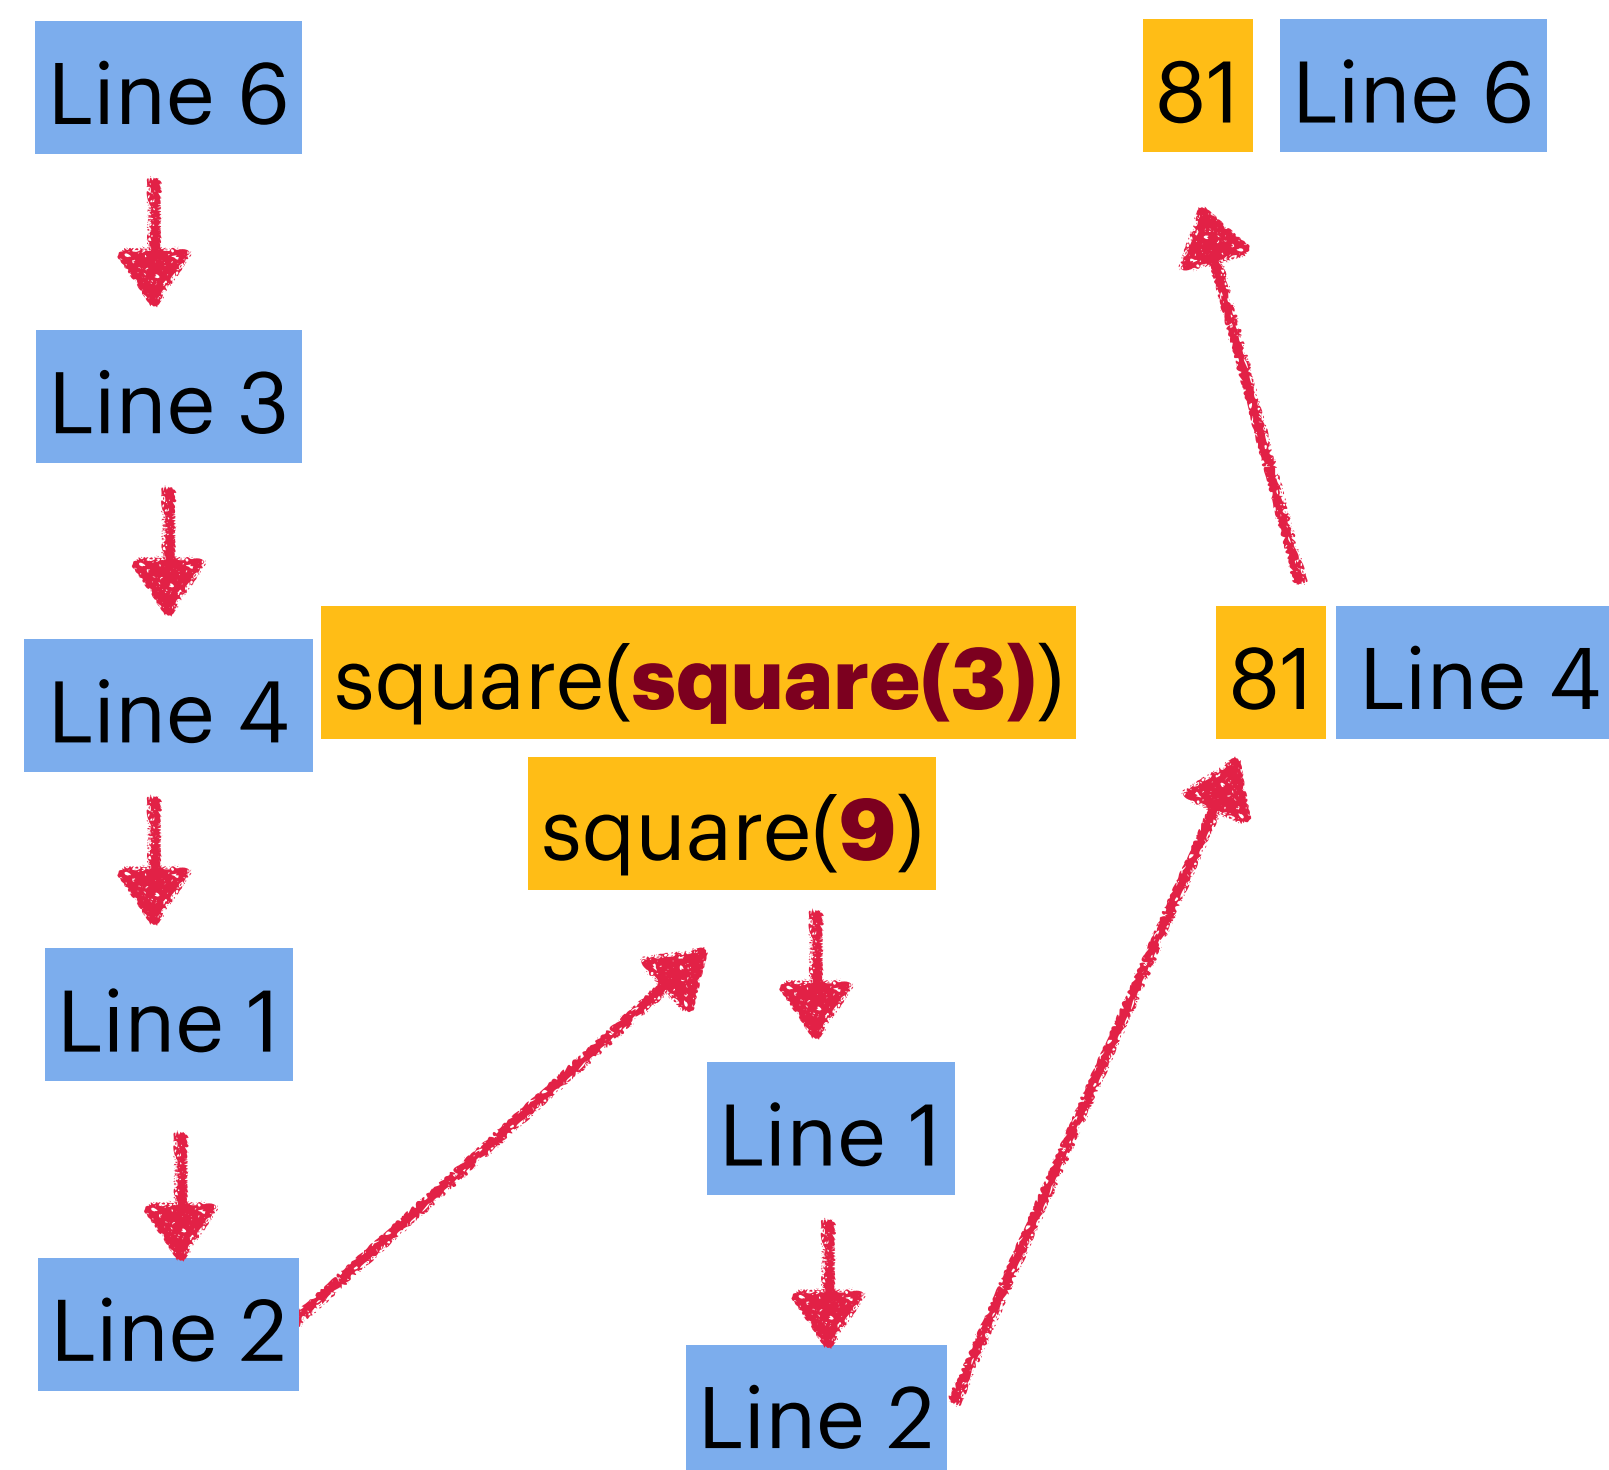 Line 6
Line 3
Line 4
square(square(3))
square(9)
Line 1
Line 2
Line 1
Line 2
81 Line 4
81 Line 6